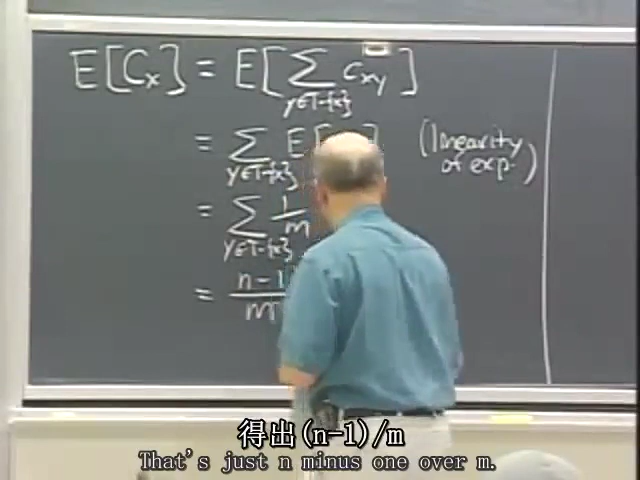 E[Cx] = E[ ∑ cxy ]
y∈T-{x}
= ∑ E[ ] (linearity
y∈T-{x} of exp.)
= ∑ 1/m
y∈T-{x}
= n-1/m
得出(n-1)/m
That's just n minus one over m.